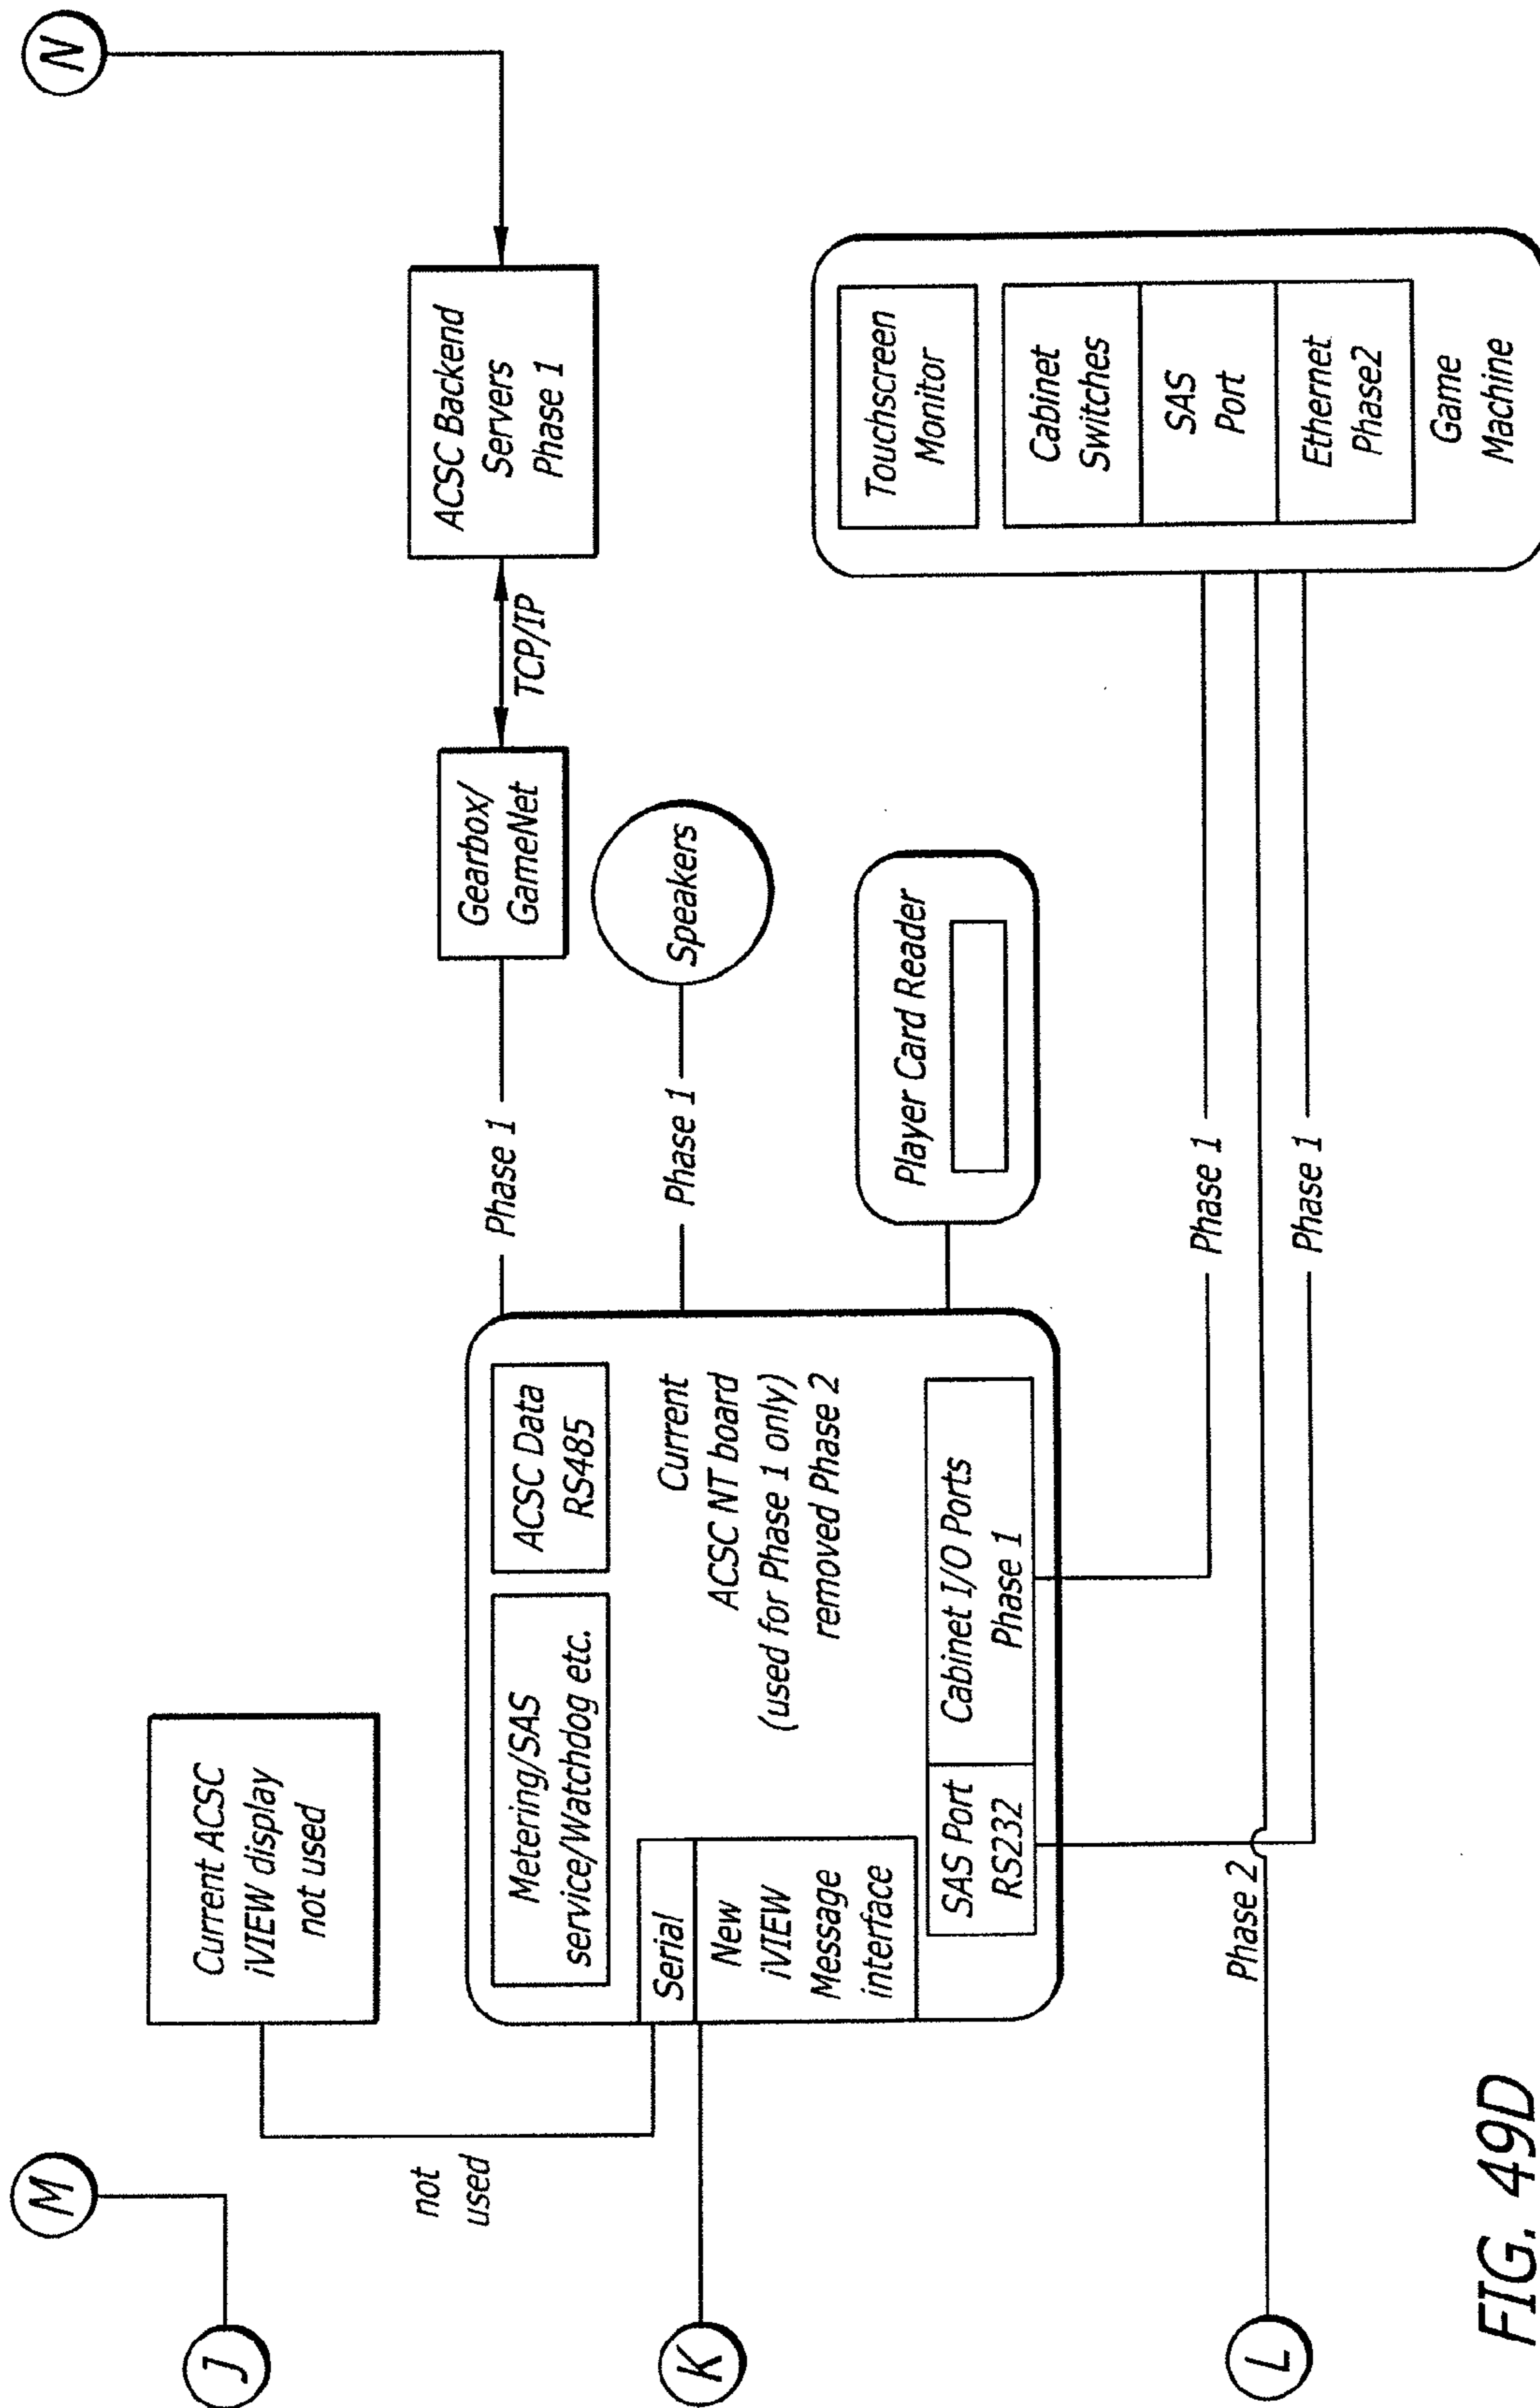 M
N
J
Current ACSC
iVIEW display
not used
not
used
K
Metering/SAS
service/Watchdog etc.
ACSC Data
RS485
Serial
New
iVIEW
Message
interface
Current
ACSC NT board
(used for Phase 1 only)
removed Phase 2
SAS Port
RS232
Cabinet I/O Ports
Phase 1
Phase 1
Gearbox/
GameNet
TCP/IP
ACSC Backend
Servers
Phase 1
Phase 1
Speakers
Player Card Reader
Phase 1
Phase 1
Phase 2
L
Touchscreen
Monitor
Cabinet
Switches
SAS
Port
Ethernet
Phase2
Game
Machine
FIG. 49D